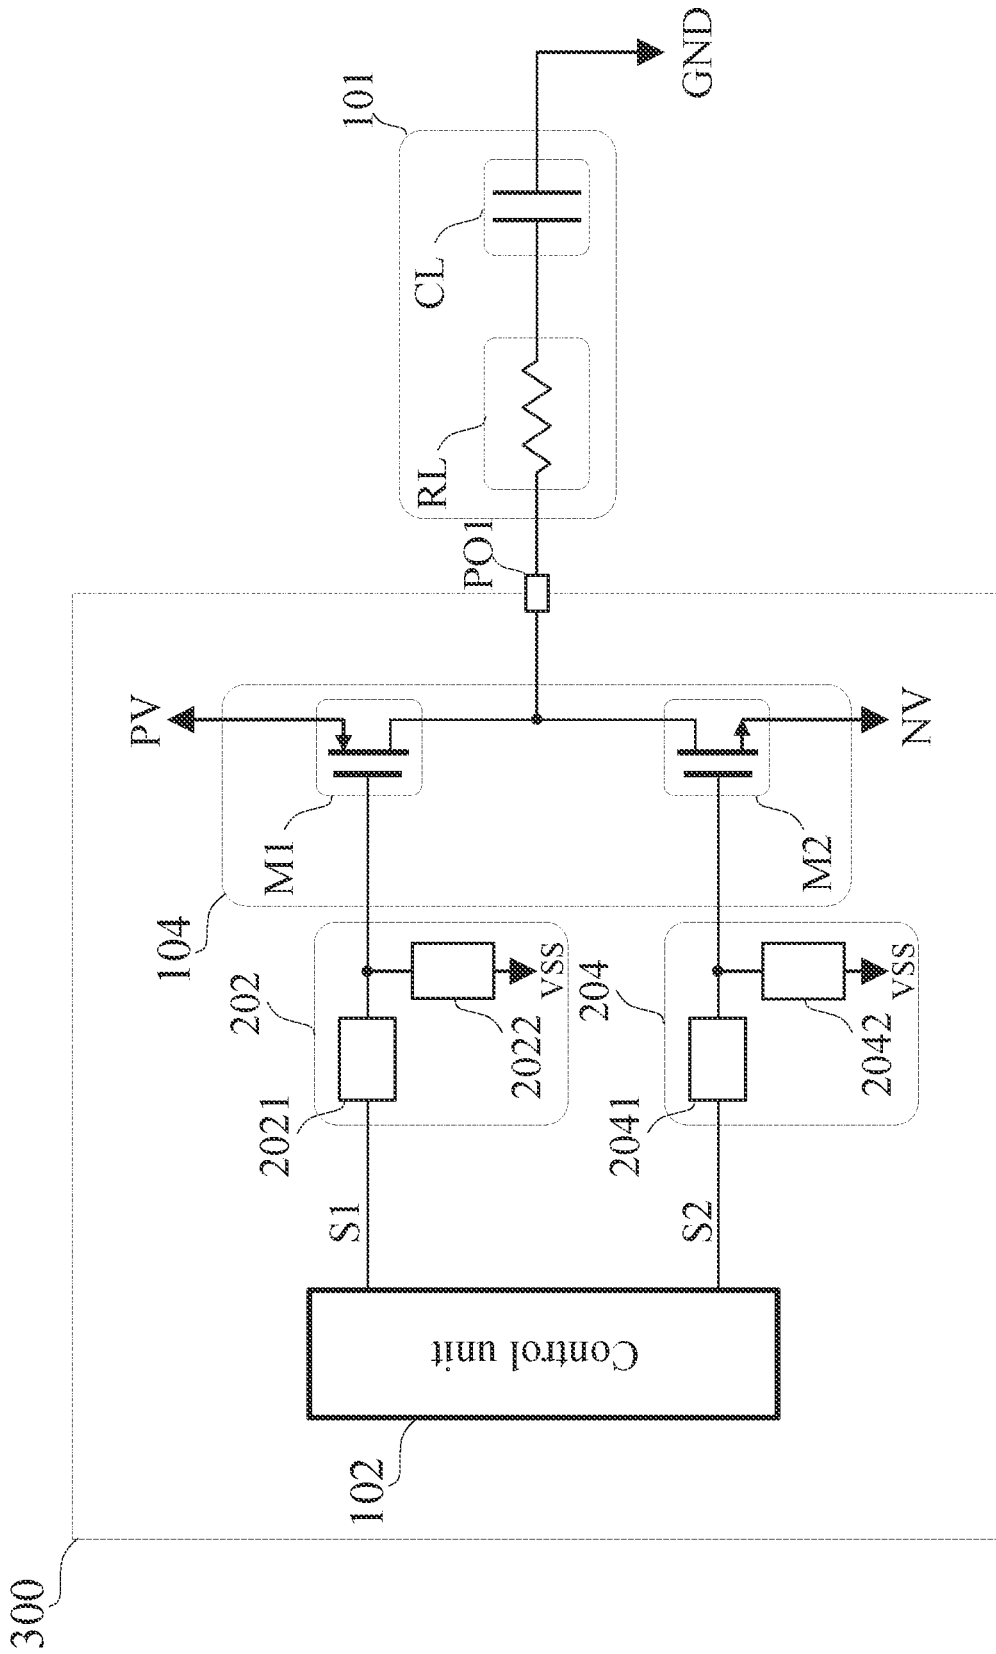 300
102
Control unit
S1
S2
2021
202
2022
vss
2041
204
2042
vss
104
M1
M2
PV
NV
PO1
RL
CL
101
GND